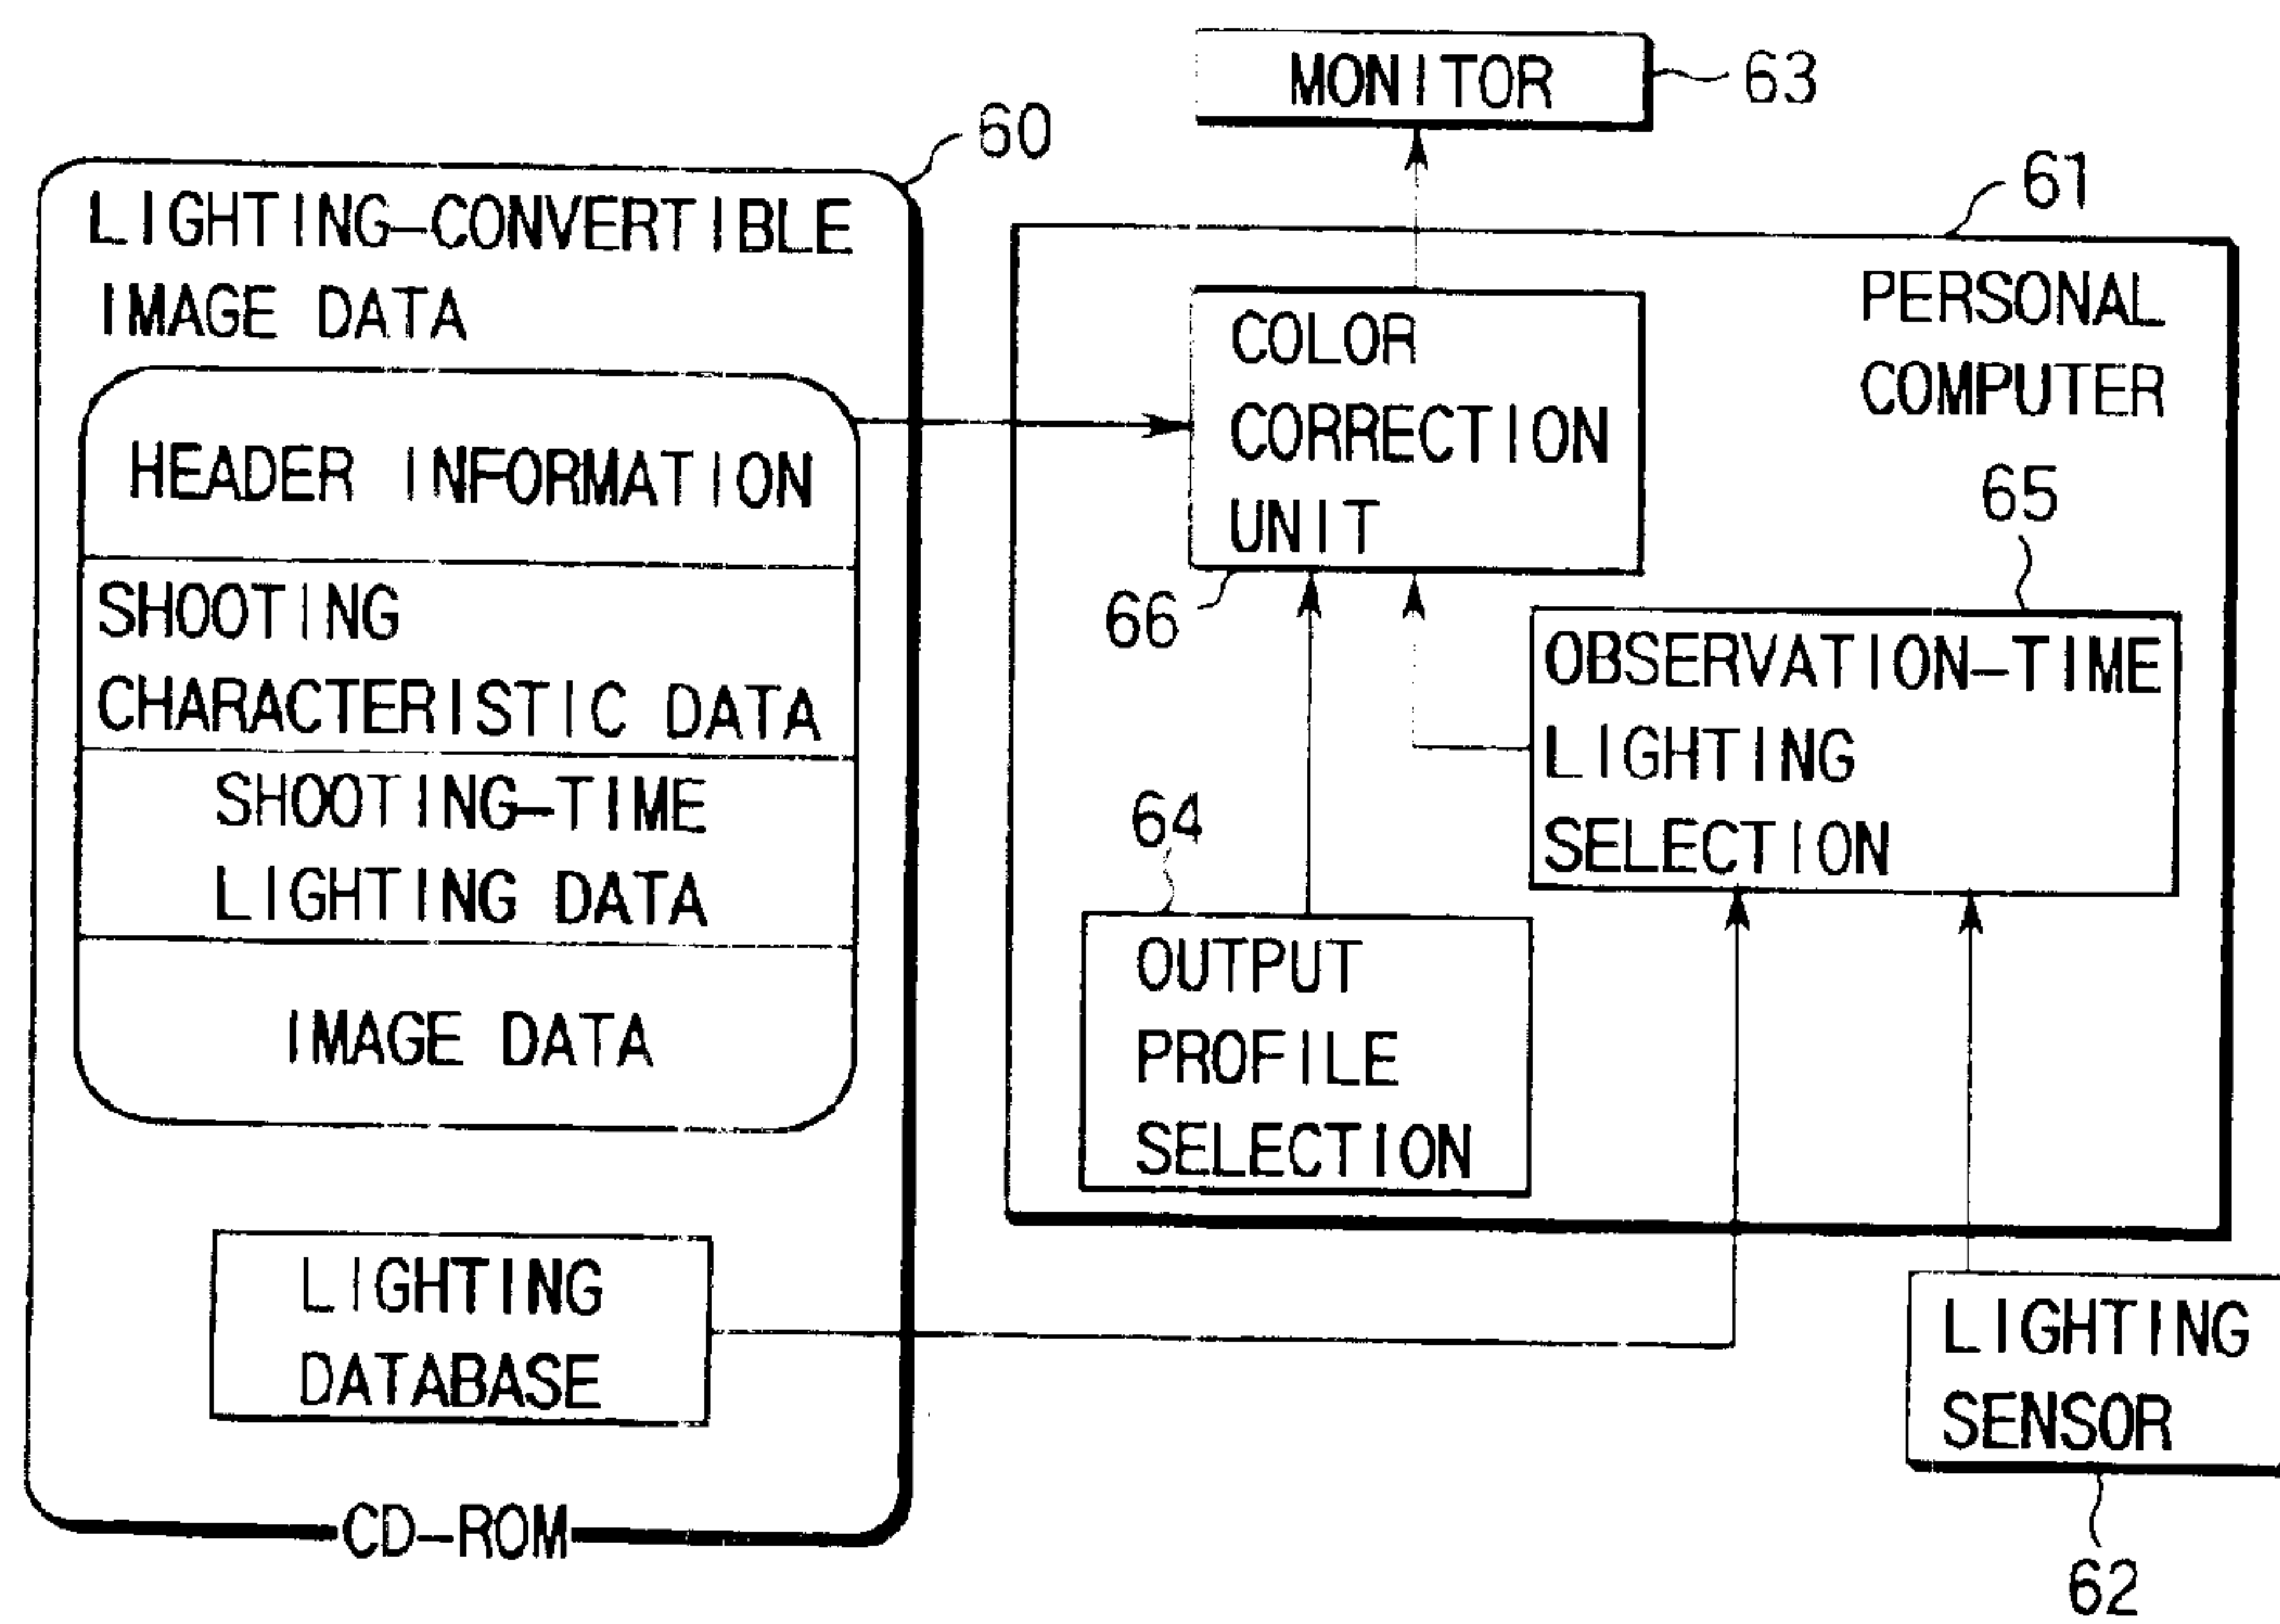 MONITOR
63
60
61
LIGHTING-CONVERTIBLE
IMAGE DATA
HEADER INFORMATION
SHOOTING
CHARACTERISTIC DATA
SHOOTING-TIME
LIGHTING DATA
IMAGE DATA
LIGHTING
DATABASE
CD-ROM
PERSONAL
COMPUTER
COLOR
CORRECTION
UNIT
66
65
OBSERVATION-TIME
LIGHTING
SELECTION
64
OUTPUT
PROFILE
SELECTION
LIGHTING
SENSOR
62